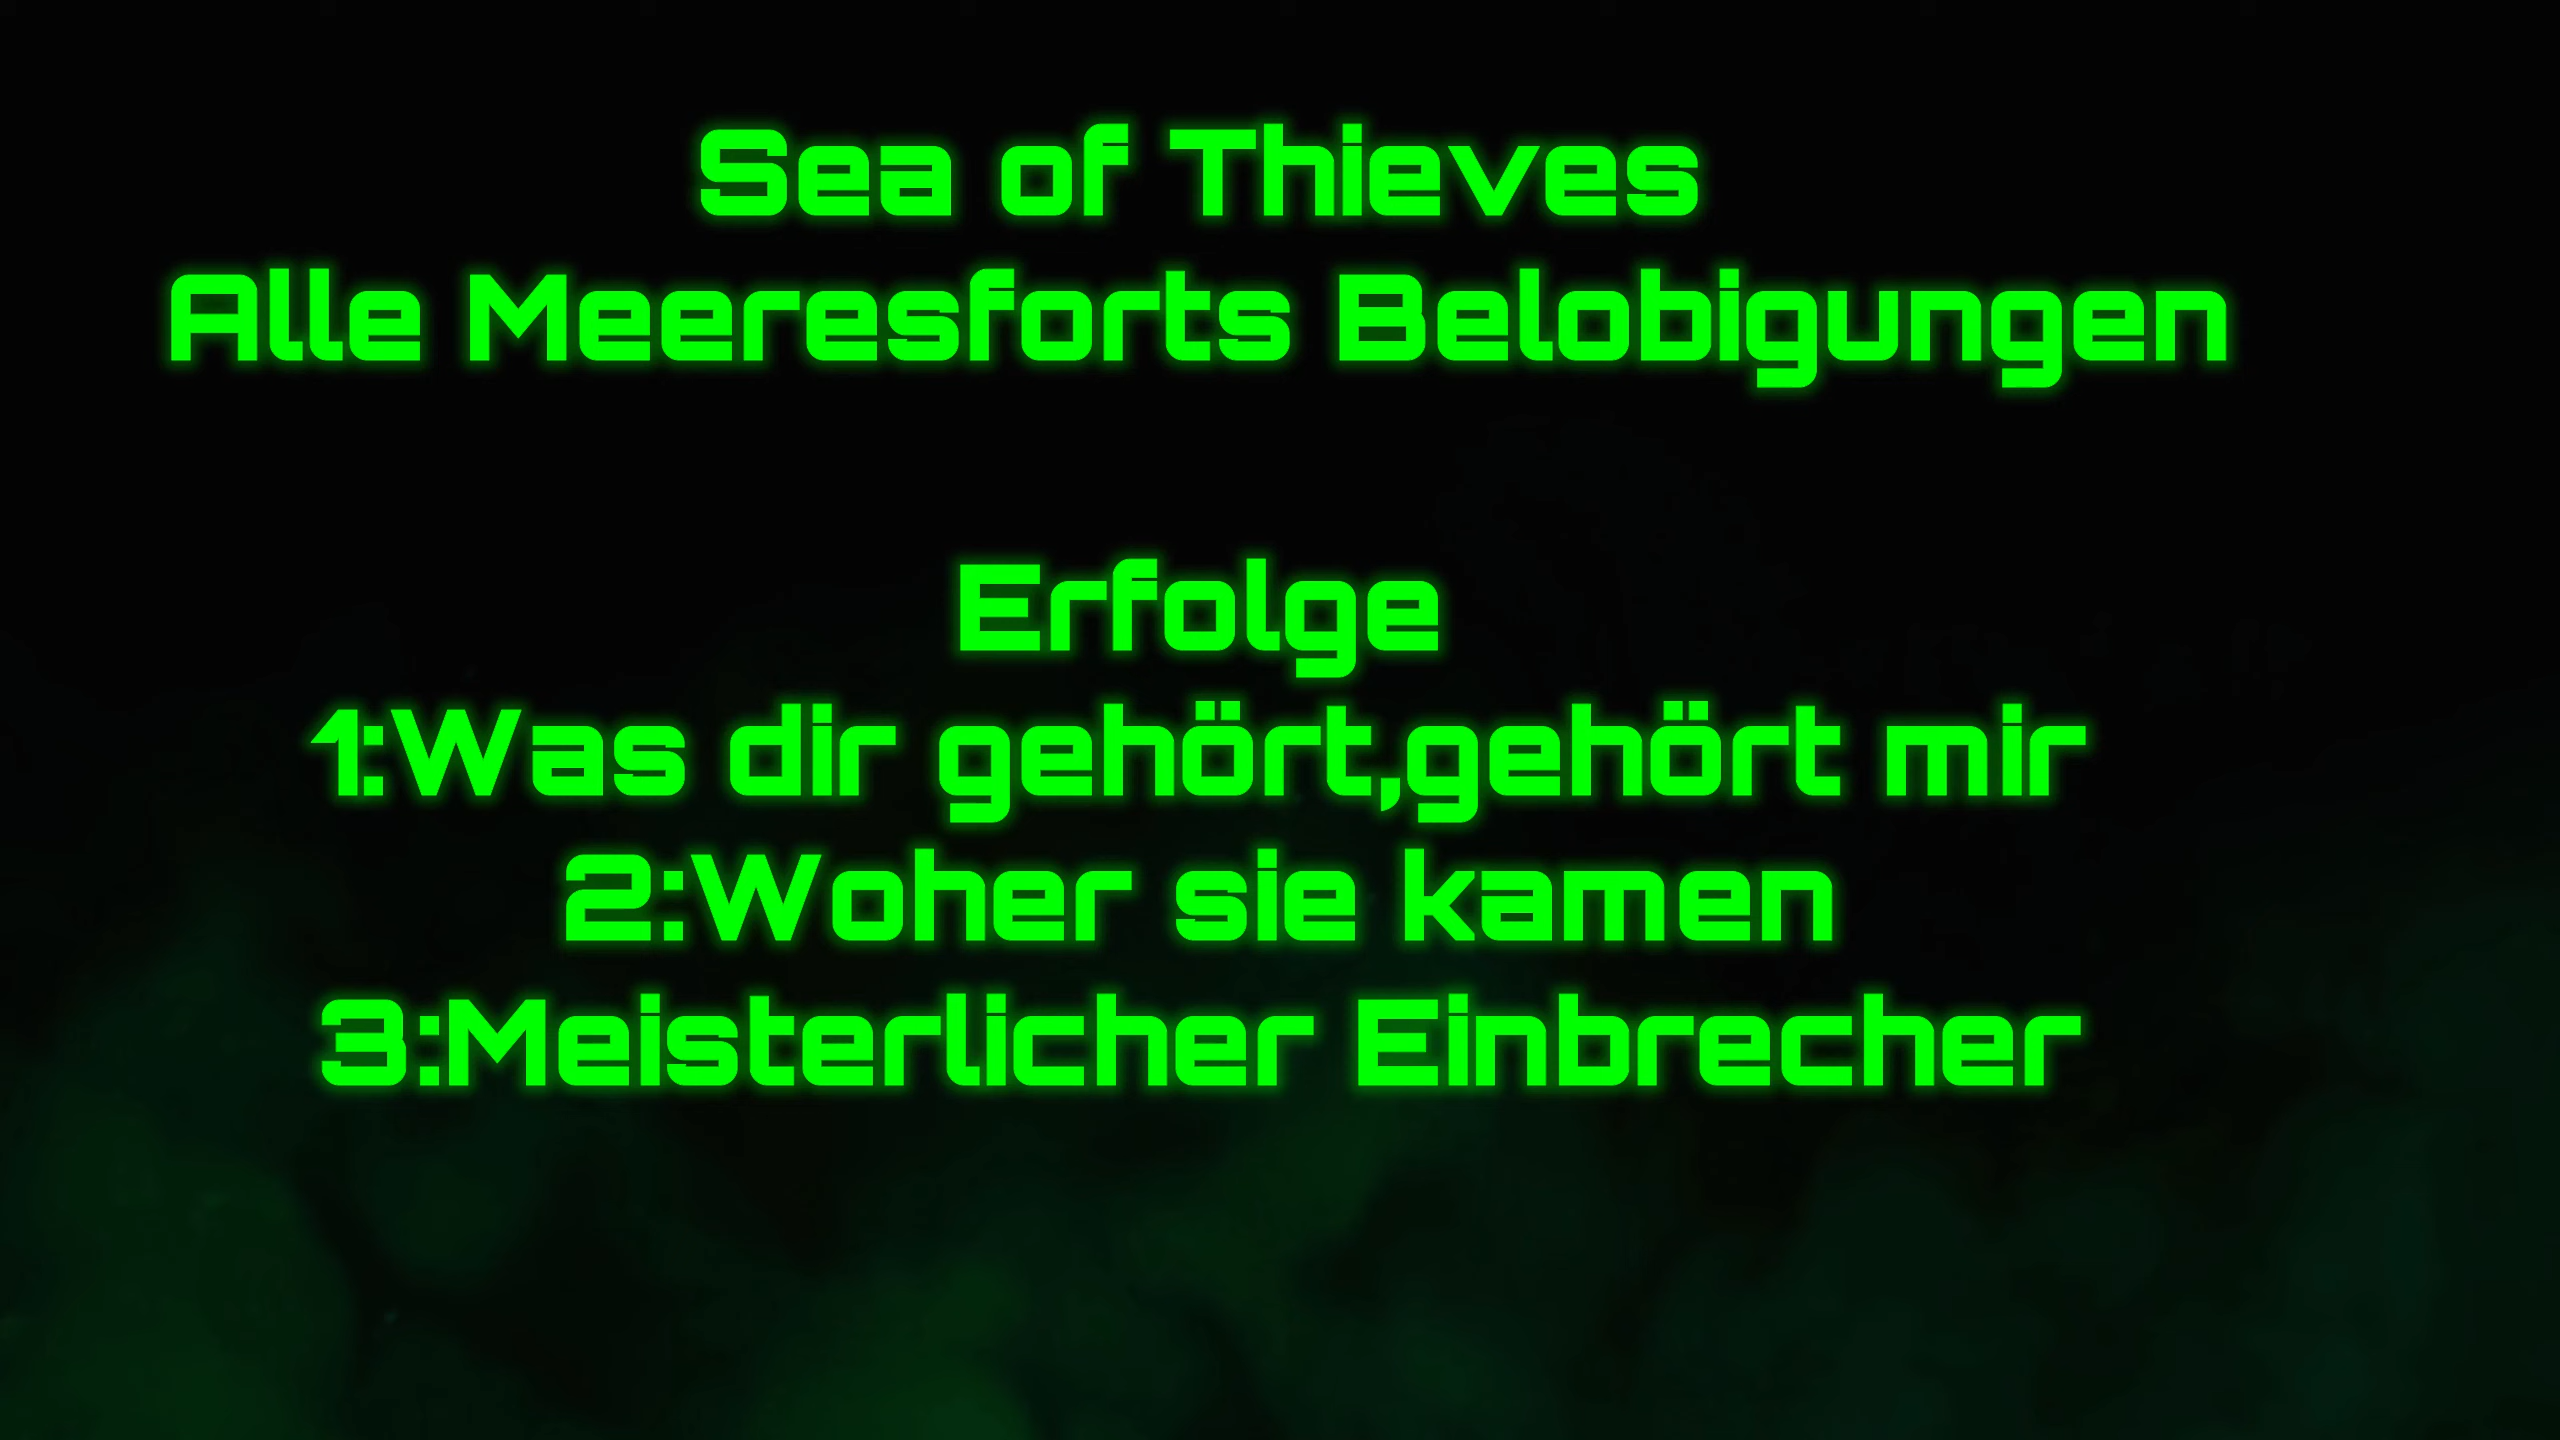 Sea of Thieves
Alle Meeresforts Belobigungen
Erfolge
1:Was dir gehört,gehört mir
2:Woher sie kamen
3:Meisterlicher Einbrecher